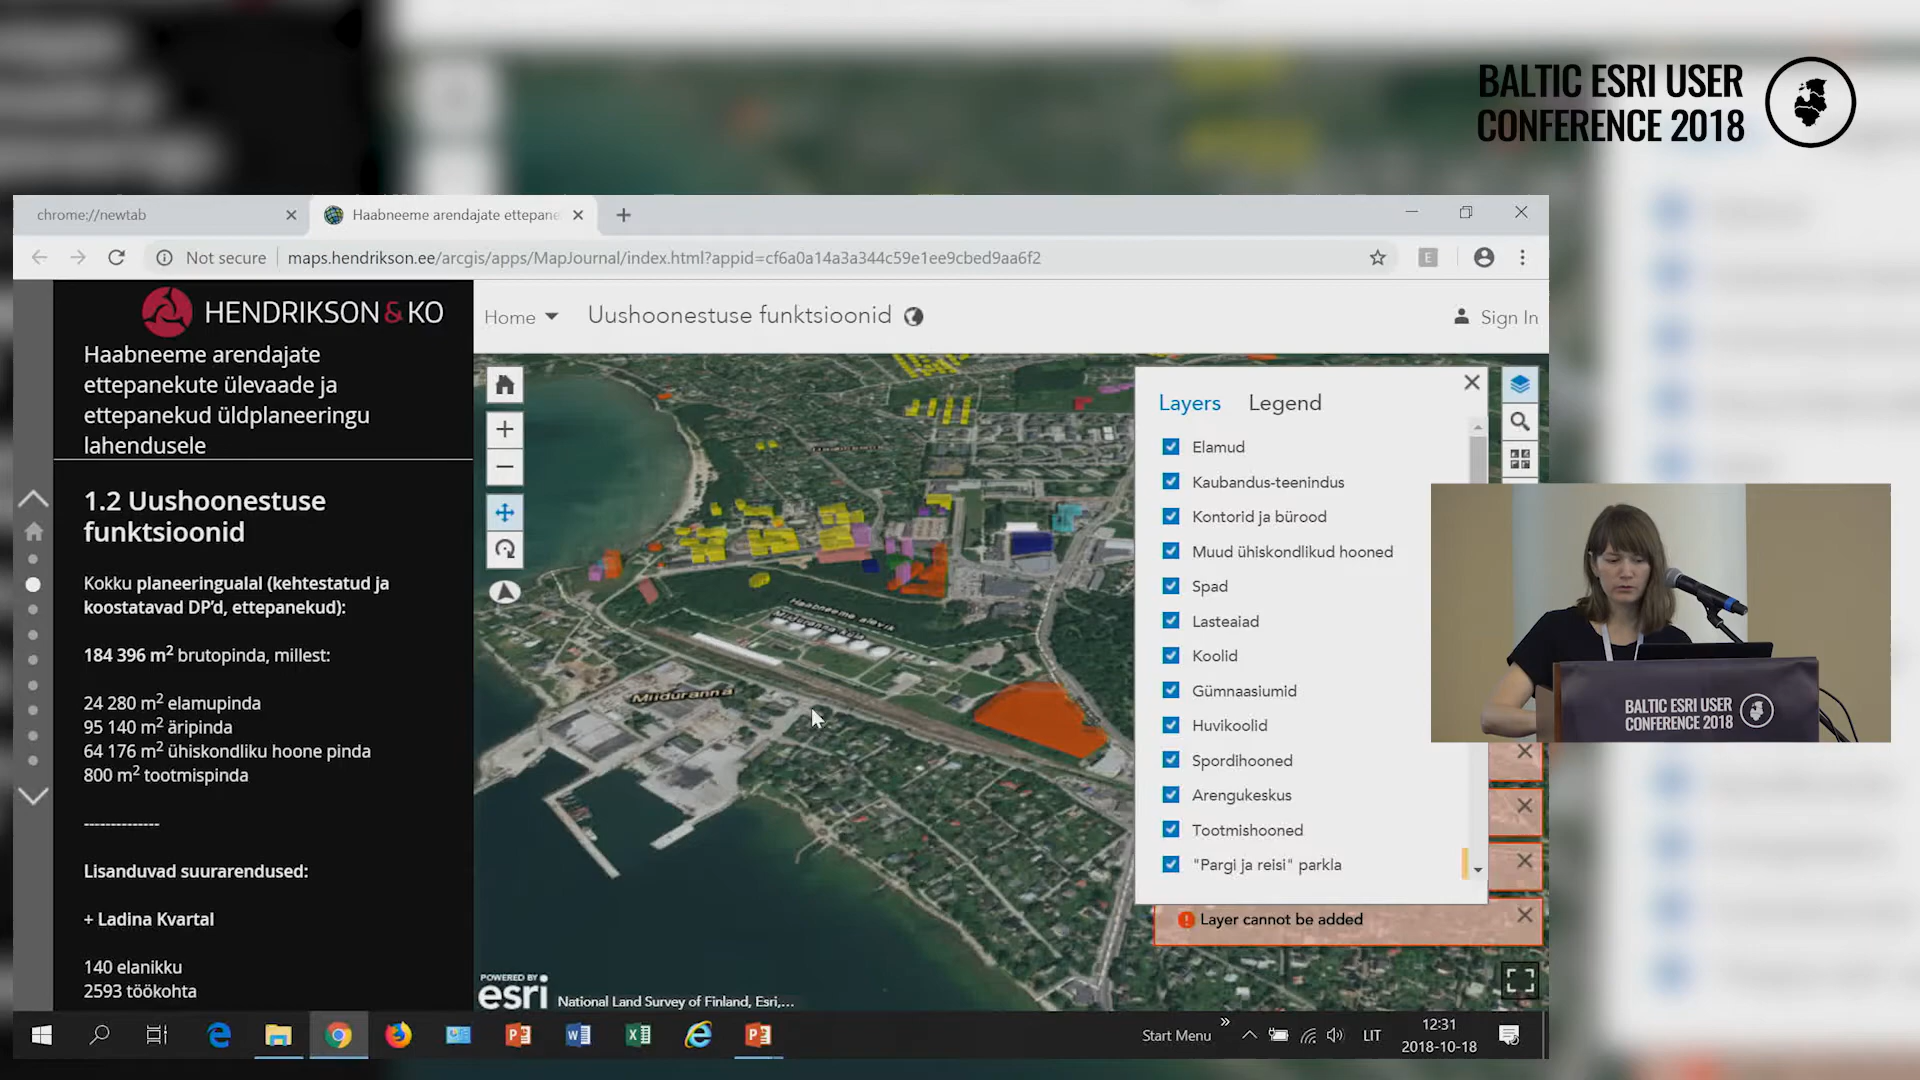 BALTIC ESRI USER
CONFERENCE 2018
chrome://newtab
Haabneeme arendajate ettepane
Not secure
maps.hendrikson.ee/arcgis/apps/MapJournal/index.html?appid=cf6a0a14a3a344c59e1ee9cbed9aa6f2
E
HENDRIKSON & KO
Haabneeme arendajate
ettepanekute ülevaade ja
ettepanekud üldplaneeringu
lahendusele
1.2 Uushoonestuse
funktsioonid
Kokku planeeringualal (kehtestatud ja
koostatavad DP'd, ettepanekud):
184 396 m² brutopinda, millest:
24 280 m² elamupinda
95 140 m² äripinda
64 176 m² ühiskondliku hoone pinda
800 m² tootmispinda
--------------
Lisanduvad suurarendused:
+ Ladina Kvartal
140 elanikku
2593 töökohta
Home
Uushoonestuse funktsioonid
Sign In
Haabneeme alevik
Miiduranna küla
Miiduranna
Layers
Legend
Elamud
Kaubandus-teenindus
Kontorid ja bürood
Muud ühiskondlikud hooned
Spad
Lasteaiad
Koolid
Gümnaasiumid
Huvikoolid
Spordihooned
Arengukeskus
Tootmishooned
"Pargi ja reisi" parkla
Layer cannot be added
POWERED BY
esri
National Land Survey of Finland, Esri,...
BALTIC ESRI USER
CONFERENCE 2018
Start Menu
LIT
12:31
2018-10-18